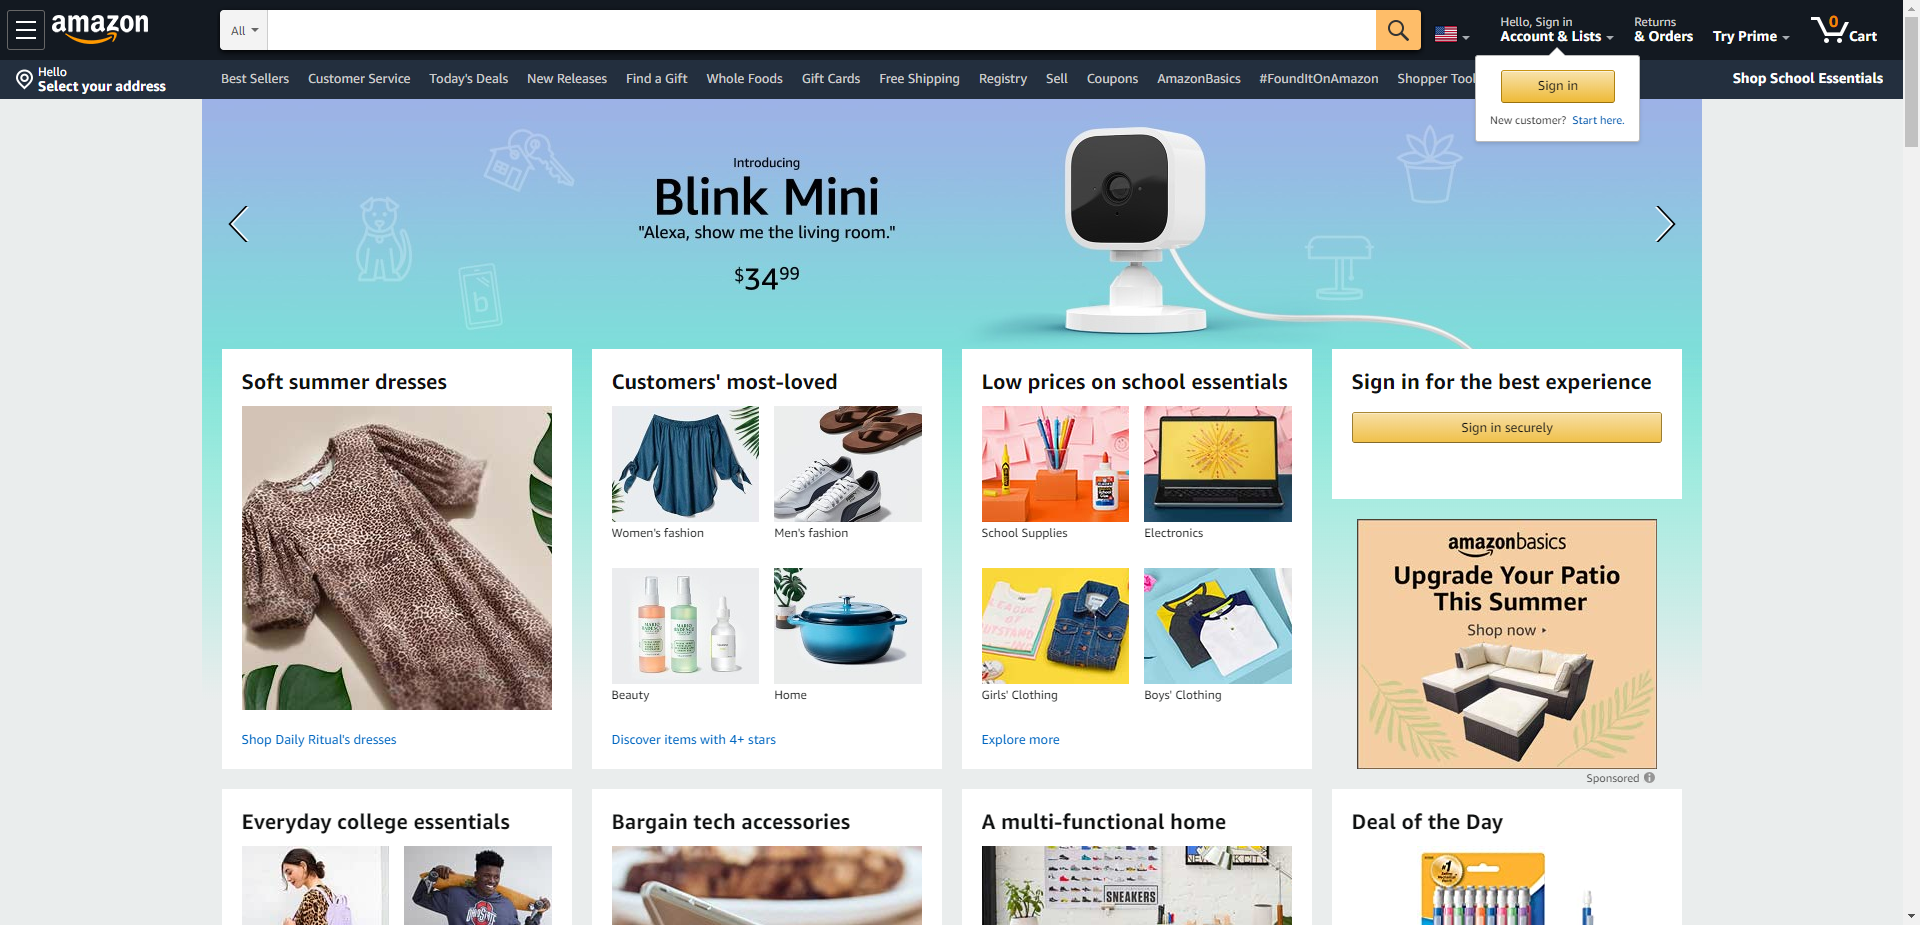 amazon
All
Hello, Sign in
Account & Lists
Returns
& Orders
Try Prime
0
Cart
Hello
Select your address
Best Sellers
Customer Service
Today's Deals
New Releases
Find a Gift
Whole Foods
Gift Cards
Free Shipping
Registry
Sell
Coupons
AmazonBasics
#FoundItOnAmazon
Shopper Tool
Shop School Essentials
Sign in
New customer? Start here.
Introducing
Blink Mini
"Alexa, show me the living room."
$34.99
b
Soft summer dresses
Shop Daily Ritual's dresses
Customers' most-loved
Women's fashion
Men's fashion
MARIO BADESCU
MARIO BADESCU
Beauty
Home
Discover items with 4+ stars
Low prices on school essentials
School Supplies
Electronics
Girls' Clothing
Boys' Clothing
Explore more
Sign in for the best experience
Sign in securely
amazonbasics
Upgrade Your Patio
This Summer
Shop now
Sponsored
Everyday college essentials
Bargain tech accessories
A multi-functional home
SNEAKERS
Deal of the Day
#1